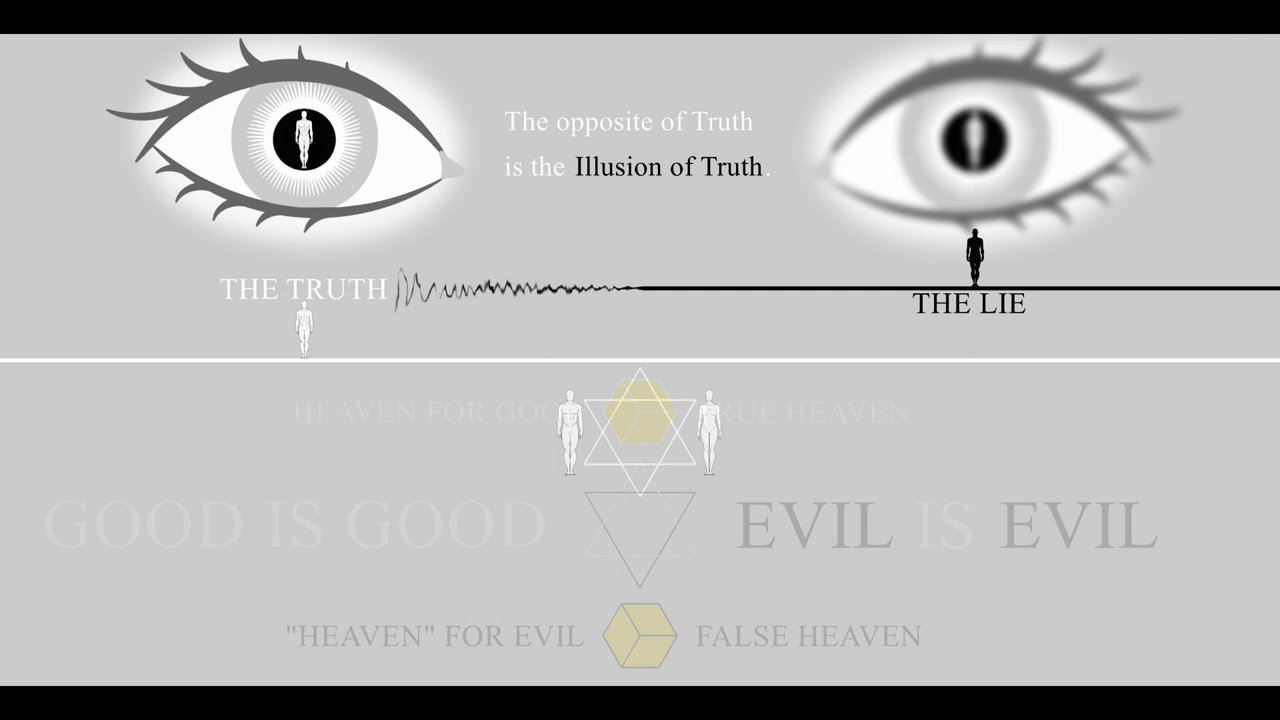 The opposite of Truth
is the Illusion of Truth.
THE TRUTH
THE LIE
HEAVEN FOR GOOD TRUE HEAVEN
GOOD IS GOOD EVIL IS EVIL
"HEAVEN" FOR EVIL FALSE HEAVEN